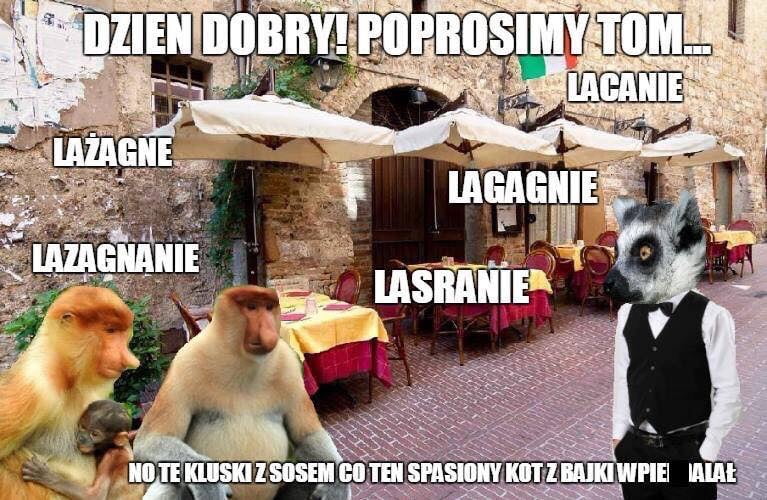 DZIEN DOBRY! POPROSIMY TOM...
LACANIE
LAŻAGNE
LAGAGNIE
LAZAGNANIE
LASRANIE
NO TE KLUSKI Z SOSEM CO TEN SPASIONY KOT Z BAJKI WPIE ALAŁ